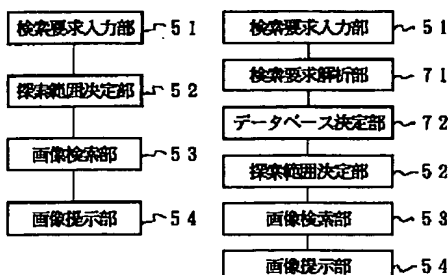 検索要求入力部 51
探索範囲決定部 52
画像検索部 53
画像提示部 54
検索要求入力部 51
検索要求解析部 71
データベース決定部 72
探索範囲決定部 52
画像検索部 53
画像提示部 54